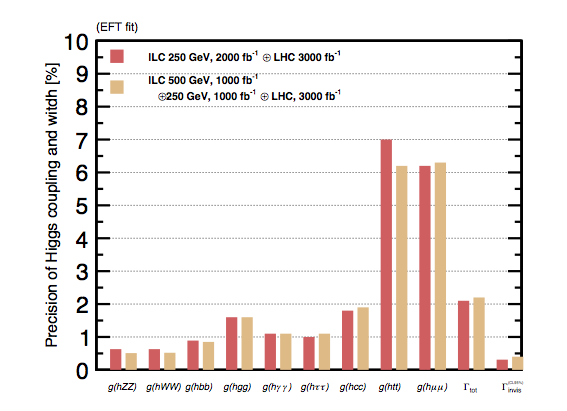 (EFT fit)
Precision of Higgs coupling and witdh [%]
10
9
8
7
6
5
4
3
2
1
0
ILC 250 GeV, 2000 fb⁻¹ ⊕ LHC 3000 fb⁻¹
ILC 500 GeV, 1000 fb⁻¹
⊕250 GeV, 1000 fb⁻¹ ⊕ LHC, 3000 fb⁻¹
g(hZZ) g(hWW) g(hbb) g(hgg) g(hγγ) g(hττ) g(hcc) g(htt) g(hμμ) Γtot Γinvis